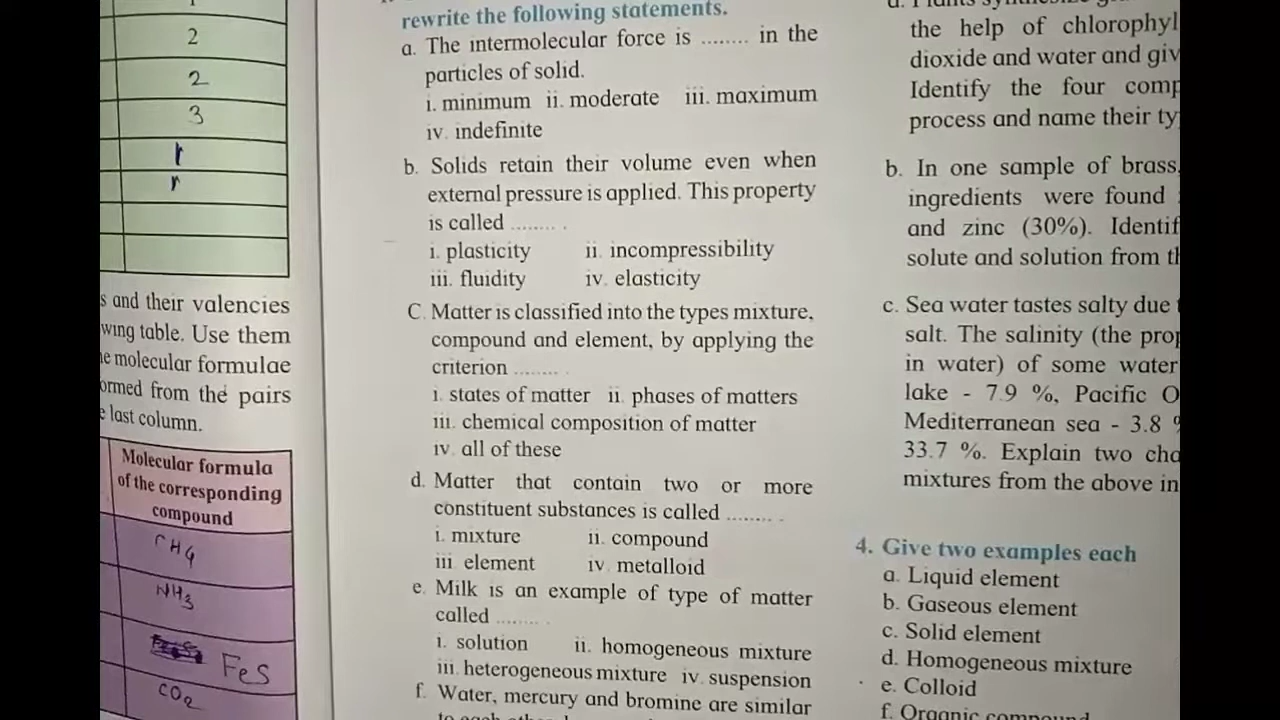 2
2
3
r
r
s and their valencies
wing table. Use them
e molecular formulae
ormed from the pairs
e last column.
Molecular formula
of the corresponding
compound
CH4
NH3
FeS
CO2
rewrite the following statements.
a. The intermolecular force is ........ in the
particles of solid.
i. minimum ii. moderate iii. maximum
iv. indefinite
b. Solids retain their volume even when
external pressure is applied. This property
is called ........ .
i. plasticity ii. incompressibility
iii. fluidity iv. elasticity
C. Matter is classified into the types mixture,
compound and element, by applying the
criterion ........ .
i. states of matter ii. phases of matters
iii. chemical composition of matter
iv. all of these
d. Matter that contain two or more
constituent substances is called ........ .
i. mixture ii. compound
iii. element iv. metalloid
e. Milk is an example of type of matter
called ........ .
i. solution ii. homogeneous mixture
iii. heterogeneous mixture iv. suspension
f. Water, mercury and bromine are similar
the help of chlorophyl
dioxide and water and giv
Identify the four comp
process and name their ty
b. In one sample of brass,
ingredients were found
and zinc (30%). Identif
solute and solution from th
c. Sea water tastes salty due
salt. The salinity (the prop
in water) of some water
lake - 7.9 %, Pacific O
Mediterranean sea - 3.8 %
33.7 %. Explain two cha
mixtures from the above in
4. Give two examples each
a. Liquid element
b. Gaseous element
c. Solid element
d. Homogeneous mixture
e. Colloid
f. Organic compound